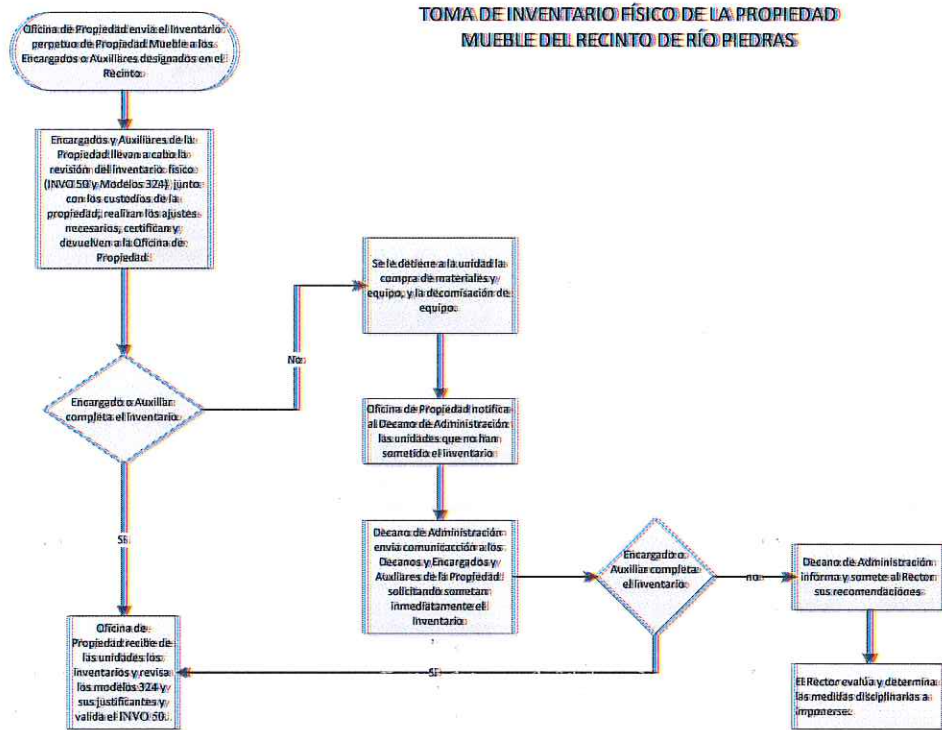 TOMA DE INVENTARIO FÍSICO DE LA PROPIEDAD
MUEBLE DEL RECINTO DE RÍO PIEDRAS
Oficina de Propiedad envía el Inventario
perpetuo de Propiedad Mueble a los
Encargados o Auxiliares designados en el
Recinto
Encargados y Auxiliares de la
Propiedad llevan a cabo la
revisión del inventario físico
(INVO 50 y Modelos 324) junto
con los custodios de la
propiedad, realizan los ajustes
necesarios, certifican y
devuelven a la Oficina de
Propiedad.
Encargado o Auxiliar
completa el Inventario
No
Se le detiene a la unidad la
compra de materiales y
equipo, y la decomisación de
equipo.
Oficina de Propiedad notifica
al Decano de Administración
las unidades que no han
sometido el inventario
Decano de Administración
envía comunicacción a los
Decanos y Encargados y
Auxiliares de la Propiedad
solicitando sometan
inmediatamente el
Inventario
Encargado o
Auxiliar completa
el Inventario
no
Decano de Administración
informa y somete al Rector
sus recomendaciones
El Rector evalúa y determina
las medidas disciplinarias a
imponerse.
Si
Si
Oficina de
Propiedad recibe de
las unidades los
inventarios y revisa
los modelos 324 y
sus justificantes y
valida el INVO 50.